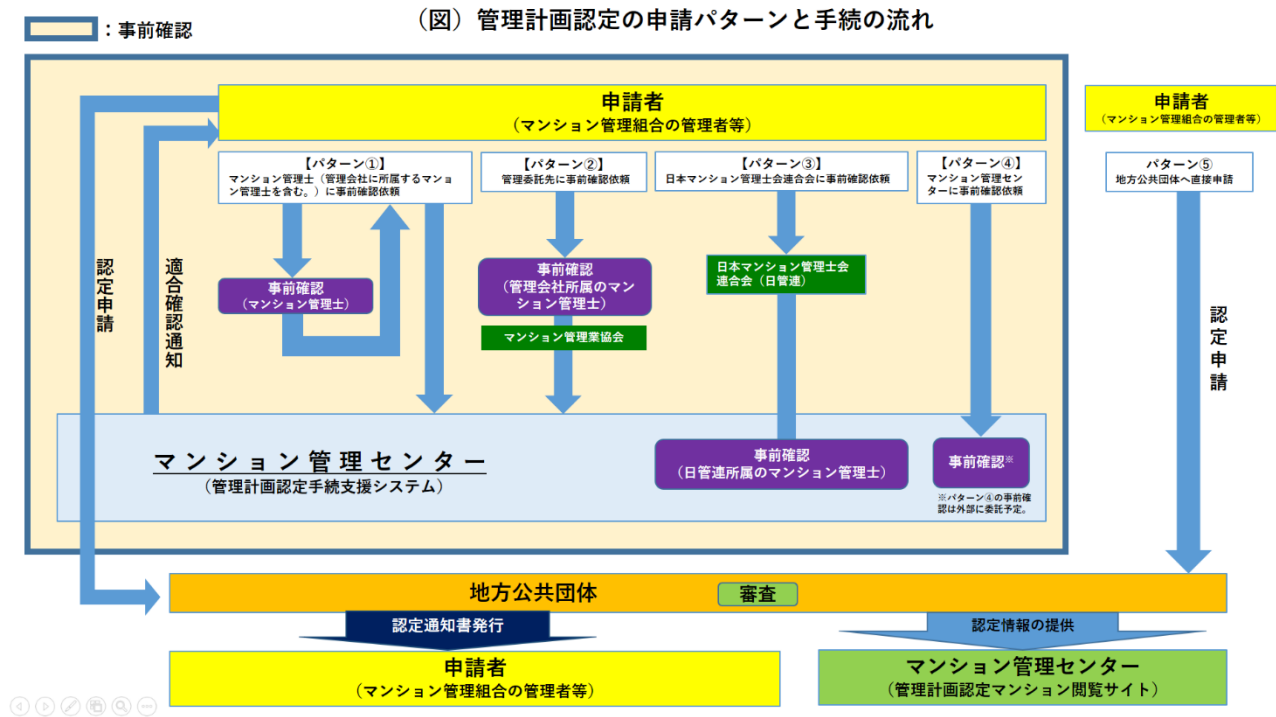 （図）管理計画認定の申請パターンと手続の流れ
：事前確認
申請者
（マンション管理組合の管理者等）
申請者
（マンション管理組合の管理者等）
【パターン①】
マンション管理士（管理会社に所属するマンショ
ン管理士を含む。）に事前確認依頼
【パターン②】
管理委託先に事前確認依頼
【パターン③】
日本マンション管理士会連合会に事前確認依頼
【パターン④】
マンション管理セン
ターに事前確認依頼
パターン⑤
地方公共団体へ直接申請
認定申請
適合確認通知
事前確認
（マンション管理士）
事前確認
（管理会社所属のマン
ション管理士）
マンション管理業協会
日本マンション管理士会
連合会（日管連）
認定申請
マンション管理センター
（管理計画認定手続支援システム）
事前確認
（日管連所属のマンション管理士）
事前確認※
※パターン④の事前確
認は外部に委託予定。
地方公共団体
審査
認定通知書発行
認定情報の提供
申請者
（マンション管理組合の管理者等）
マンション管理センター
（管理計画認定マンション閲覧サイト）